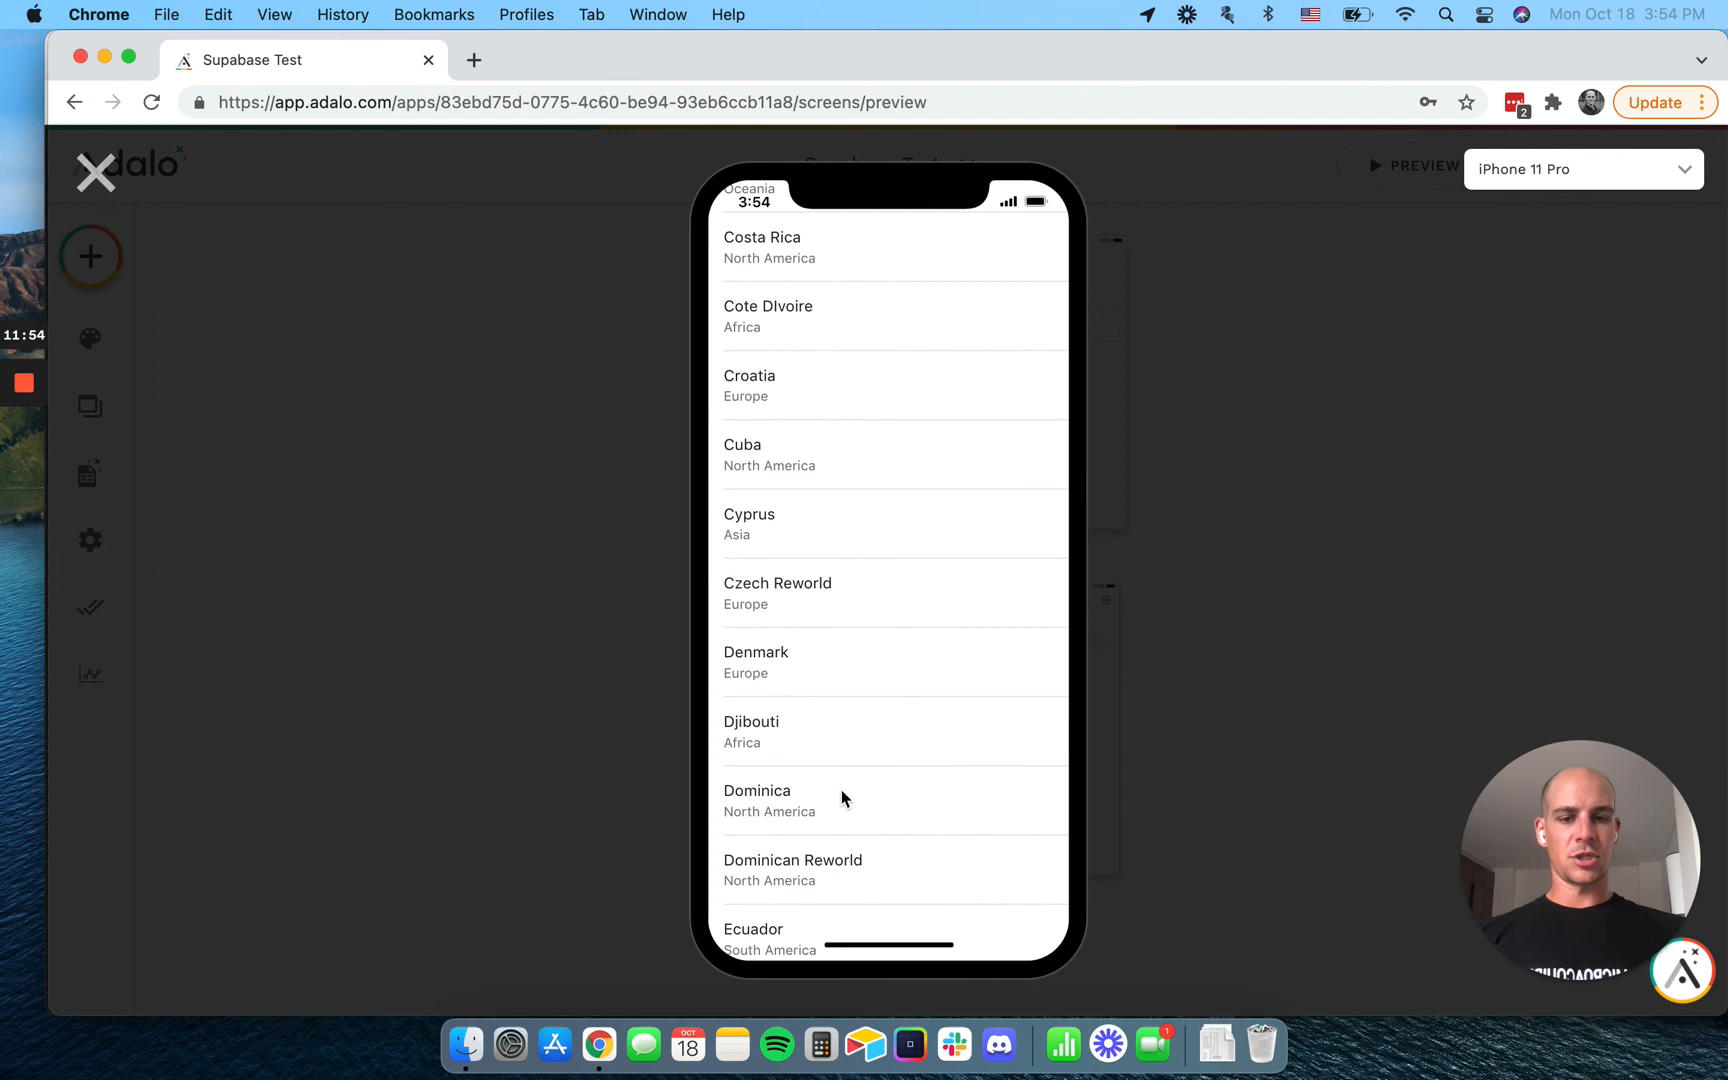 Chrome File Edit View History Bookmarks Profiles Tab Window Help Mon Oct 18 3:54 PM
Supabase Test
https://app.adalo.com/apps/83ebd75d-0775-4c60-be94-93eb6ccb11a8/screens/preview
2
Update
PREVIEW
iPhone 11 Pro
Oceania
3:54
Costa Rica
North America
Cote DIvoire
Africa
11:54
Croatia
Europe
Cuba
North America
Cyprus
Asia
Czech Reworld
Europe
Denmark
Europe
Djibouti
Africa
Dominica
North America
Dominican Reworld
North America
Ecuador
South America
OCT
18
1